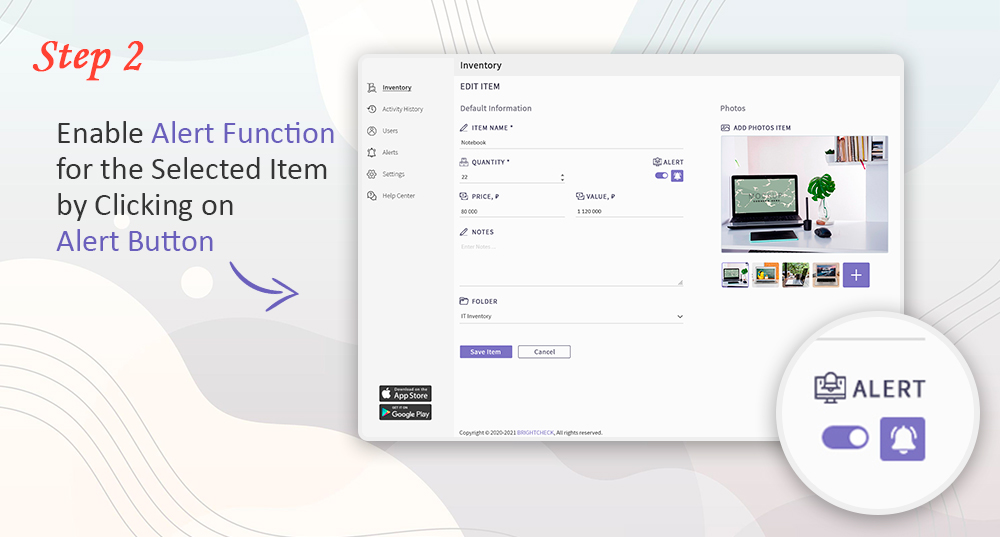 Step 2
Enable Alert Function
for the Selected Item
by Clicking on
Alert Button
Inventory
Inventory
Activity History
Users
Alerts
Settings
Help Center
Download on the
App Store
GET IT ON
Google Play
EDIT ITEM
Default Information
ITEM NAME *
Notebook
QUANTITY *
ALERT
22
PRICE, ₽
VALUE, ₽
80 000
1 120 000
NOTES
Enter Notes...
FOLDER
IT Inventory
Save Item
Cancel
Copyright © 2020-2021 BRIGHTCHECK, All rights reserved.
Photos
ADD PHOTOS ITEM
ALERT